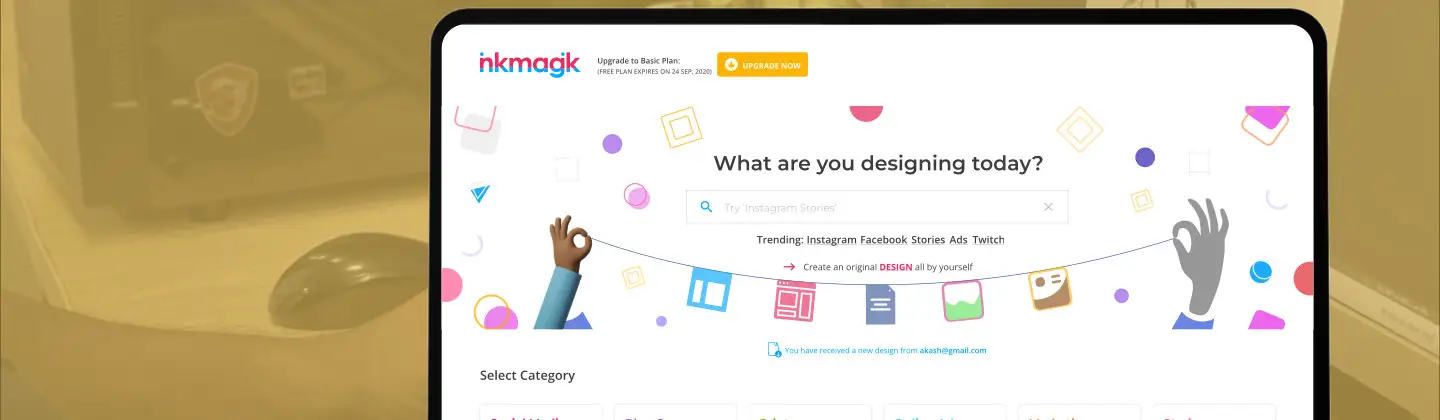 inkmagik
Upgrade to Basic Plan:
(FREE PLAN EXPIRES ON 24 SEP, 2020)
UPGRADE NOW
What are you designing today?
Try 'Instagram Stories'
Trending: Instagram Facebook Stories Ads Twitch
Create an original DESIGN all by yourself
You have received a new design from akash@gmail.com
Select Category